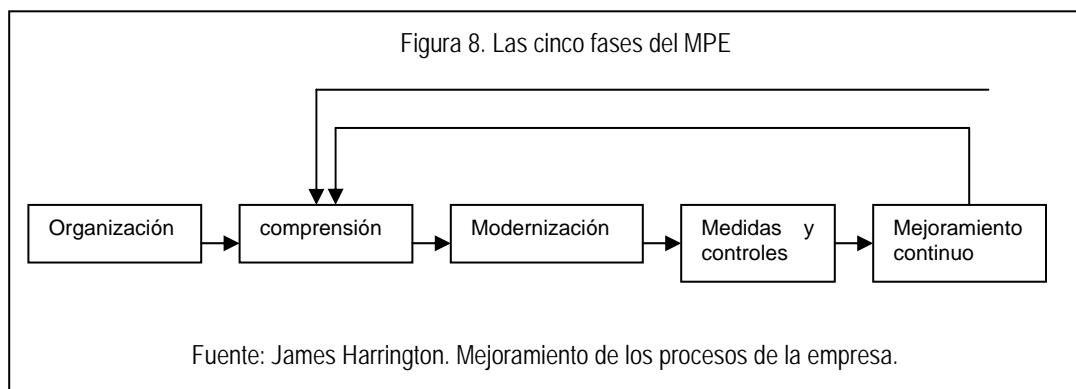 Figura 8. Las cinco fases del MPE
Organización
comprensión
Modernización
Medidas y
controles
Mejoramiento
continuo
Fuente: James Harrington. Mejoramiento de los procesos de la empresa.